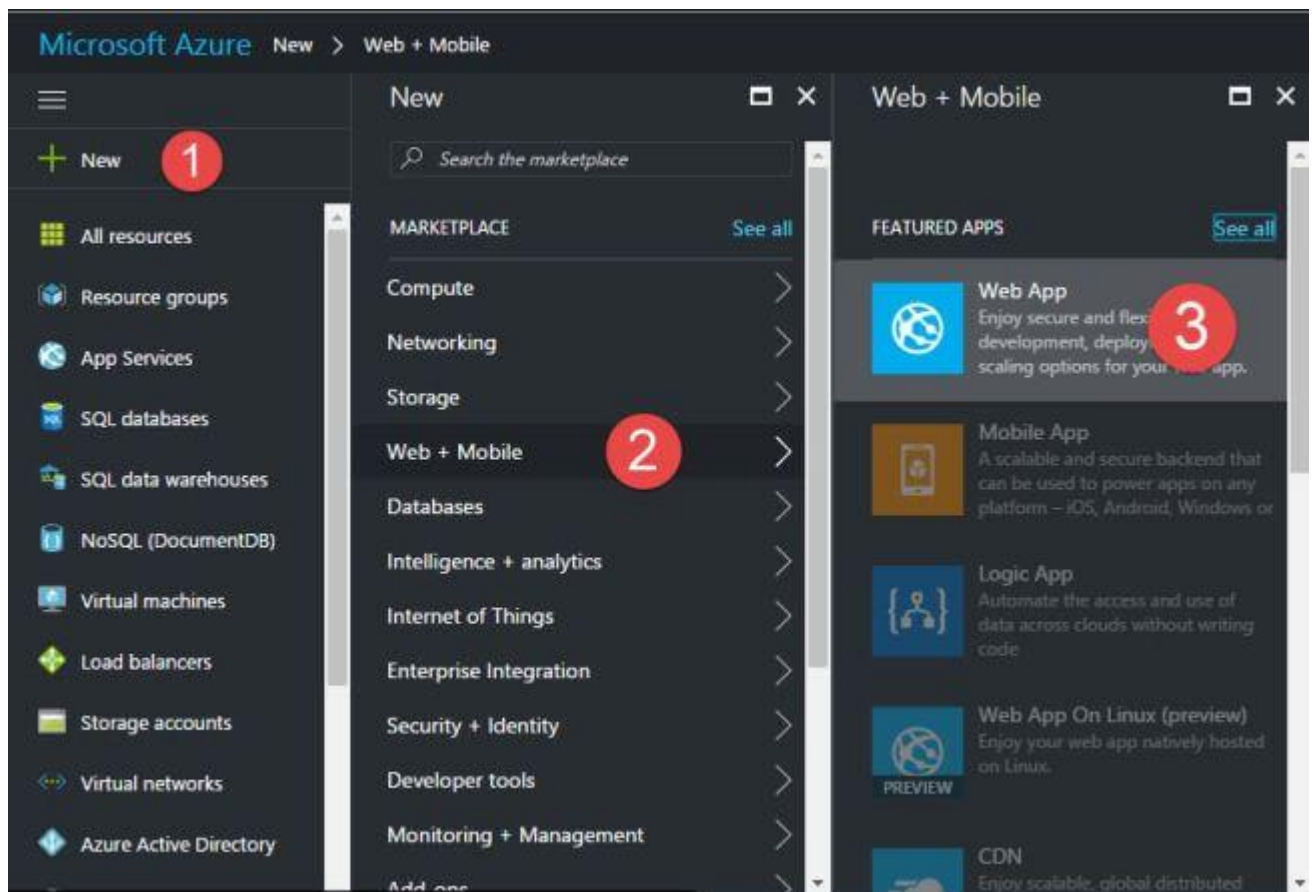 Microsoft Azure New > Web + Mobile
New
1
All resources
Resource groups
App Services
SQL databases
SQL data warehouses
NoSQL (DocumentDB)
Virtual machines
Load balancers
Storage accounts
Virtual networks
Azure Active Directory
New
Search the marketplace
MARKETPLACE See all
Compute
Networking
Storage
Web + Mobile
2
Databases
Intelligence + analytics
Internet of Things
Enterprise Integration
Security + Identity
Developer tools
Monitoring + Management
Add-ons
Web + Mobile
FEATURED APPS See all
Web App
Enjoy secure and
development, deploy
scaling options for your app.
3
Mobile App
A scalable and secure backend that
can be used to power apps on any
platform – iOS, Android, Windows or
Logic App
Automate the access and use of
data across clouds without writing
code
Web App On Linux (preview)
Enjoy your web app natively hosted
on Linux.
PREVIEW
CDN
Enjoy scalable, global distributed